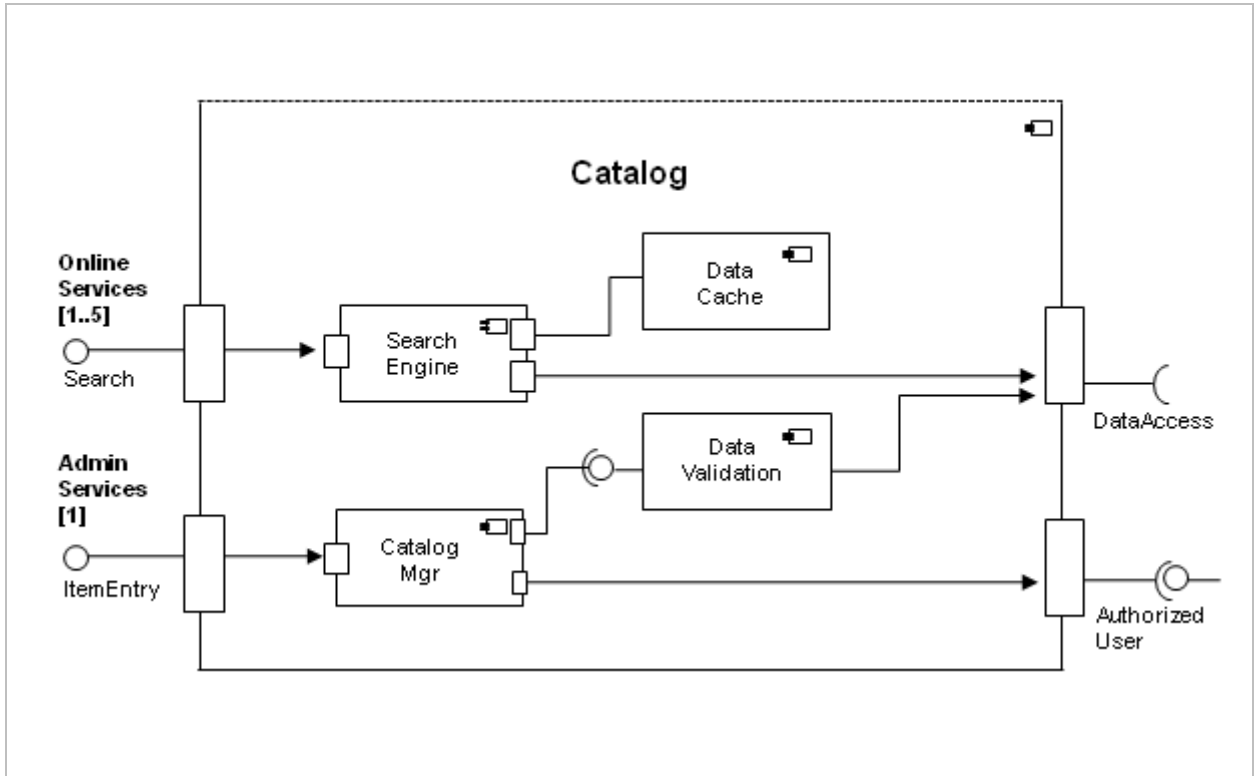 Catalog
Online
Services
[1..5]
Search
Search
Engine
Data
Cache
DataAccess
Admin
Services
[1]
ItemEntry
Catalog
Mgr
Data
Validation
Authorized
User